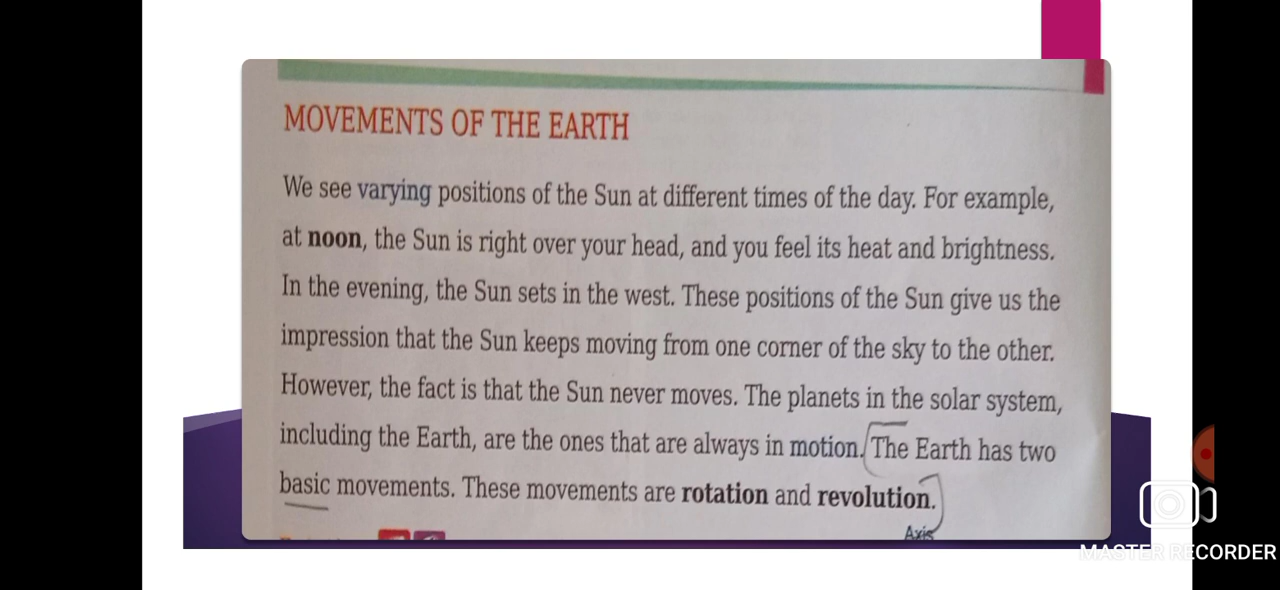 MOVEMENTS OF THE EARTH
We see varying positions of the Sun at different times of the day. For example,
at noon, the Sun is right over your head, and you feel its heat and brightness.
In the evening, the Sun sets in the west. These positions of the Sun give us the
impression that the Sun keeps moving from one corner of the sky to the other.
However, the fact is that the Sun never moves. The planets in the solar system,
including the Earth, are the ones that are always in motion. The Earth has two
basic movements. These movements are rotation and revolution.
Axis
MASTER RECORDER